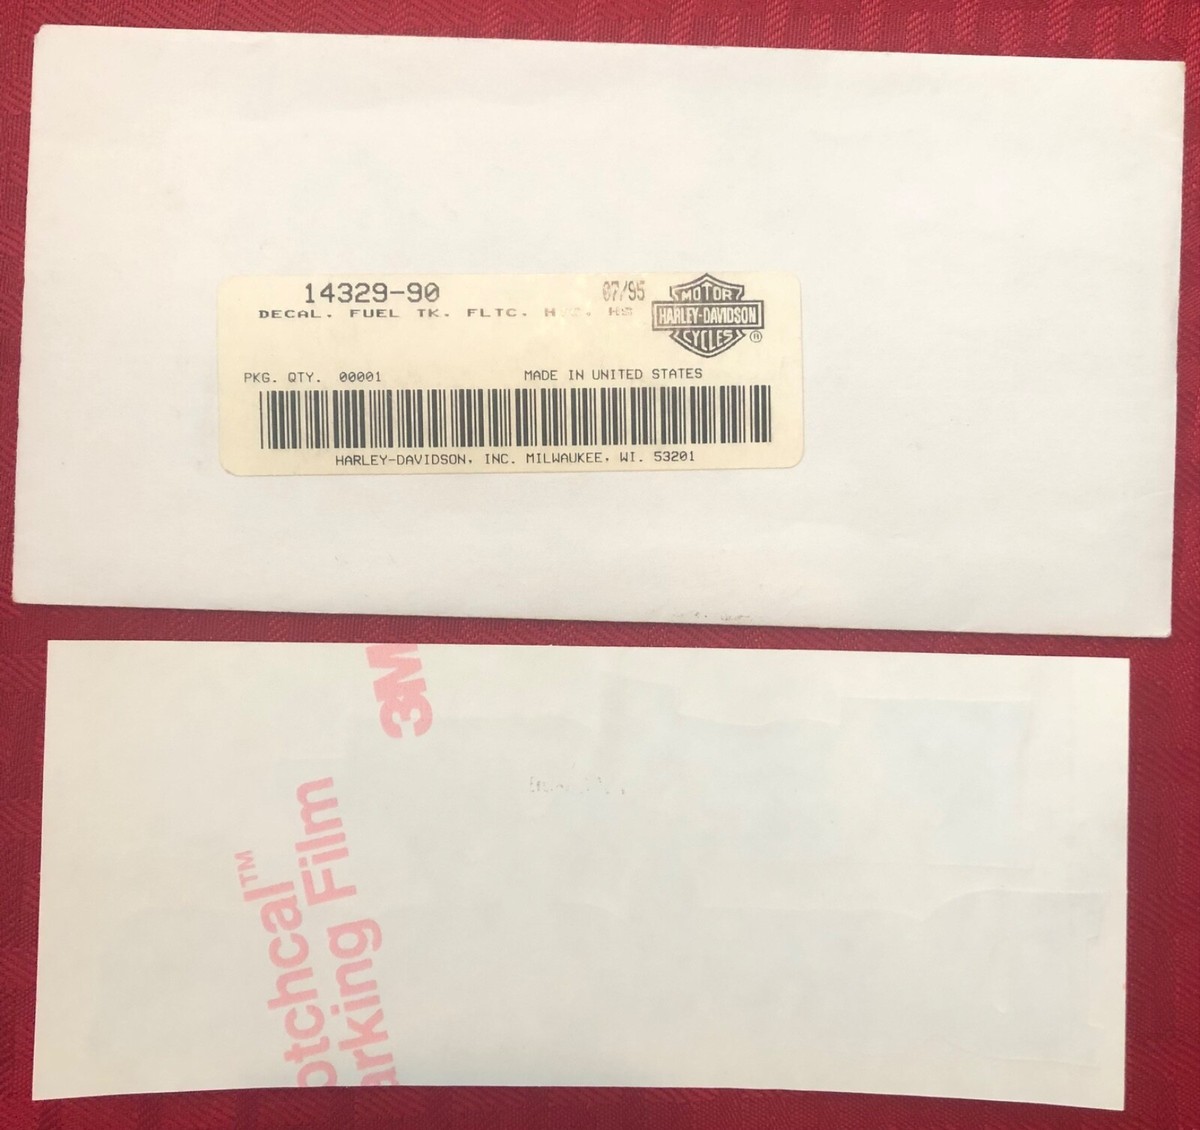 14329-90
07/95
DECAL. FUEL TK. FLTC.
MOTOR
HARLEY-DAVIDSON
CYCLES
®
PKG. QTY. 00001
MADE IN UNITED STATES
HARLEY-DAVIDSON, INC. MILWAUKEE, WI. 53201
3M
otchcal™
arking Film